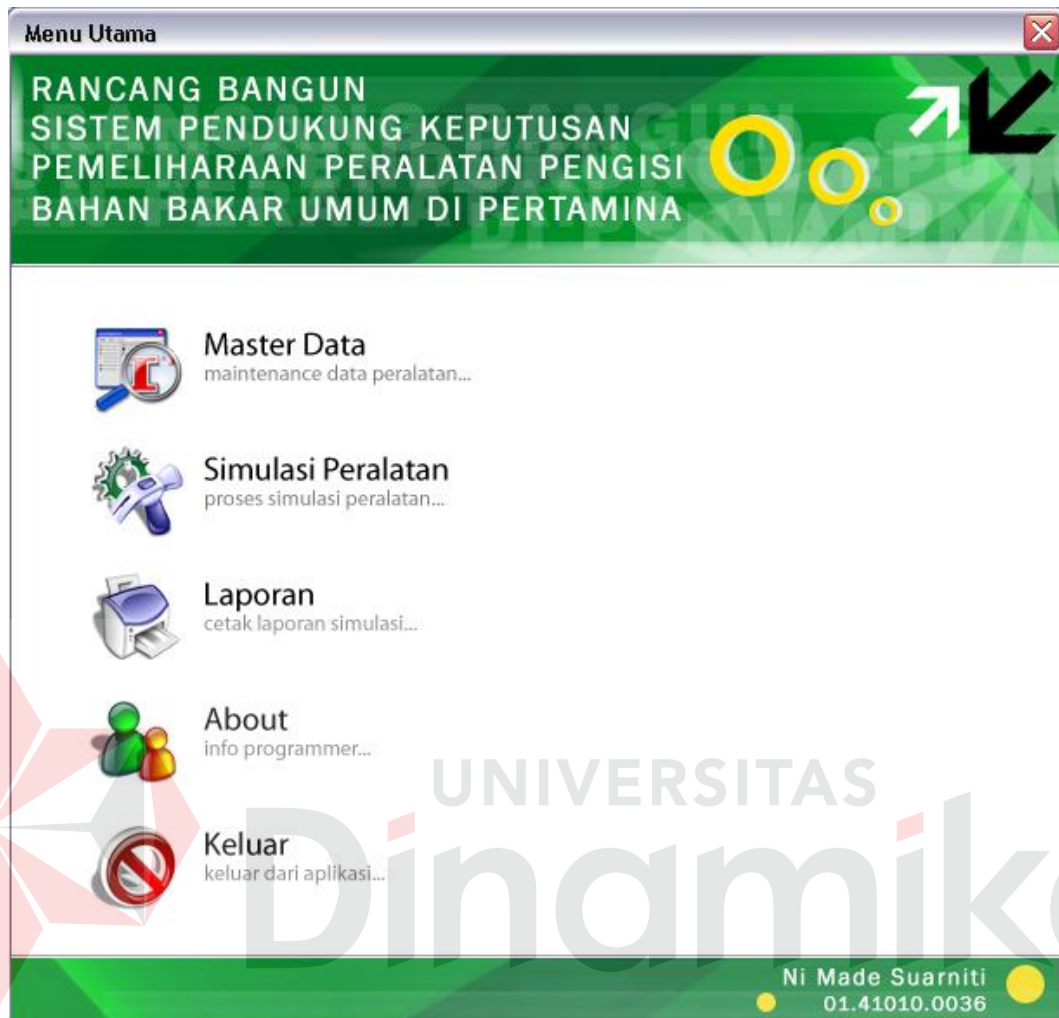 Menu Utama
RANCANG BANGUN
SISTEM PENDUKUNG KEPUTUSAN
PEMELIHARAAN PERALATAN PENGISI
BAHAN BAKAR UMUM DI PERTAMINA
Master Data
maintenance data peralatan...
Simulasi Peralatan
proses simulasi peralatan...
Laporan
cetak laporan simulasi...
About
info programmer...
Keluar
keluar dari aplikasi...
UNIVERSITAS
Dinamika
Ni Made Suarniti
01.41010.0036